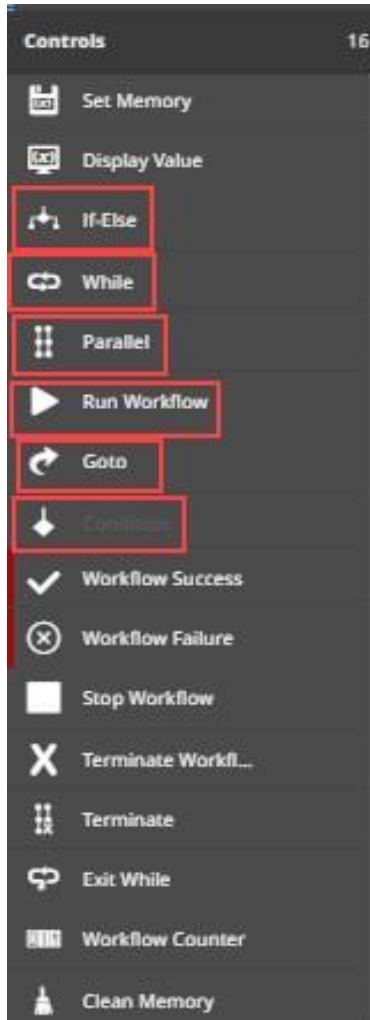 Controls 16
Set Memory
Display Value
If-Else
While
Parallel
Run Workflow
Goto
Condition
Workflow Success
Workflow Failure
Stop Workflow
Terminate Workfl...
Terminate
Exit While
Workflow Counter
Clean Memory